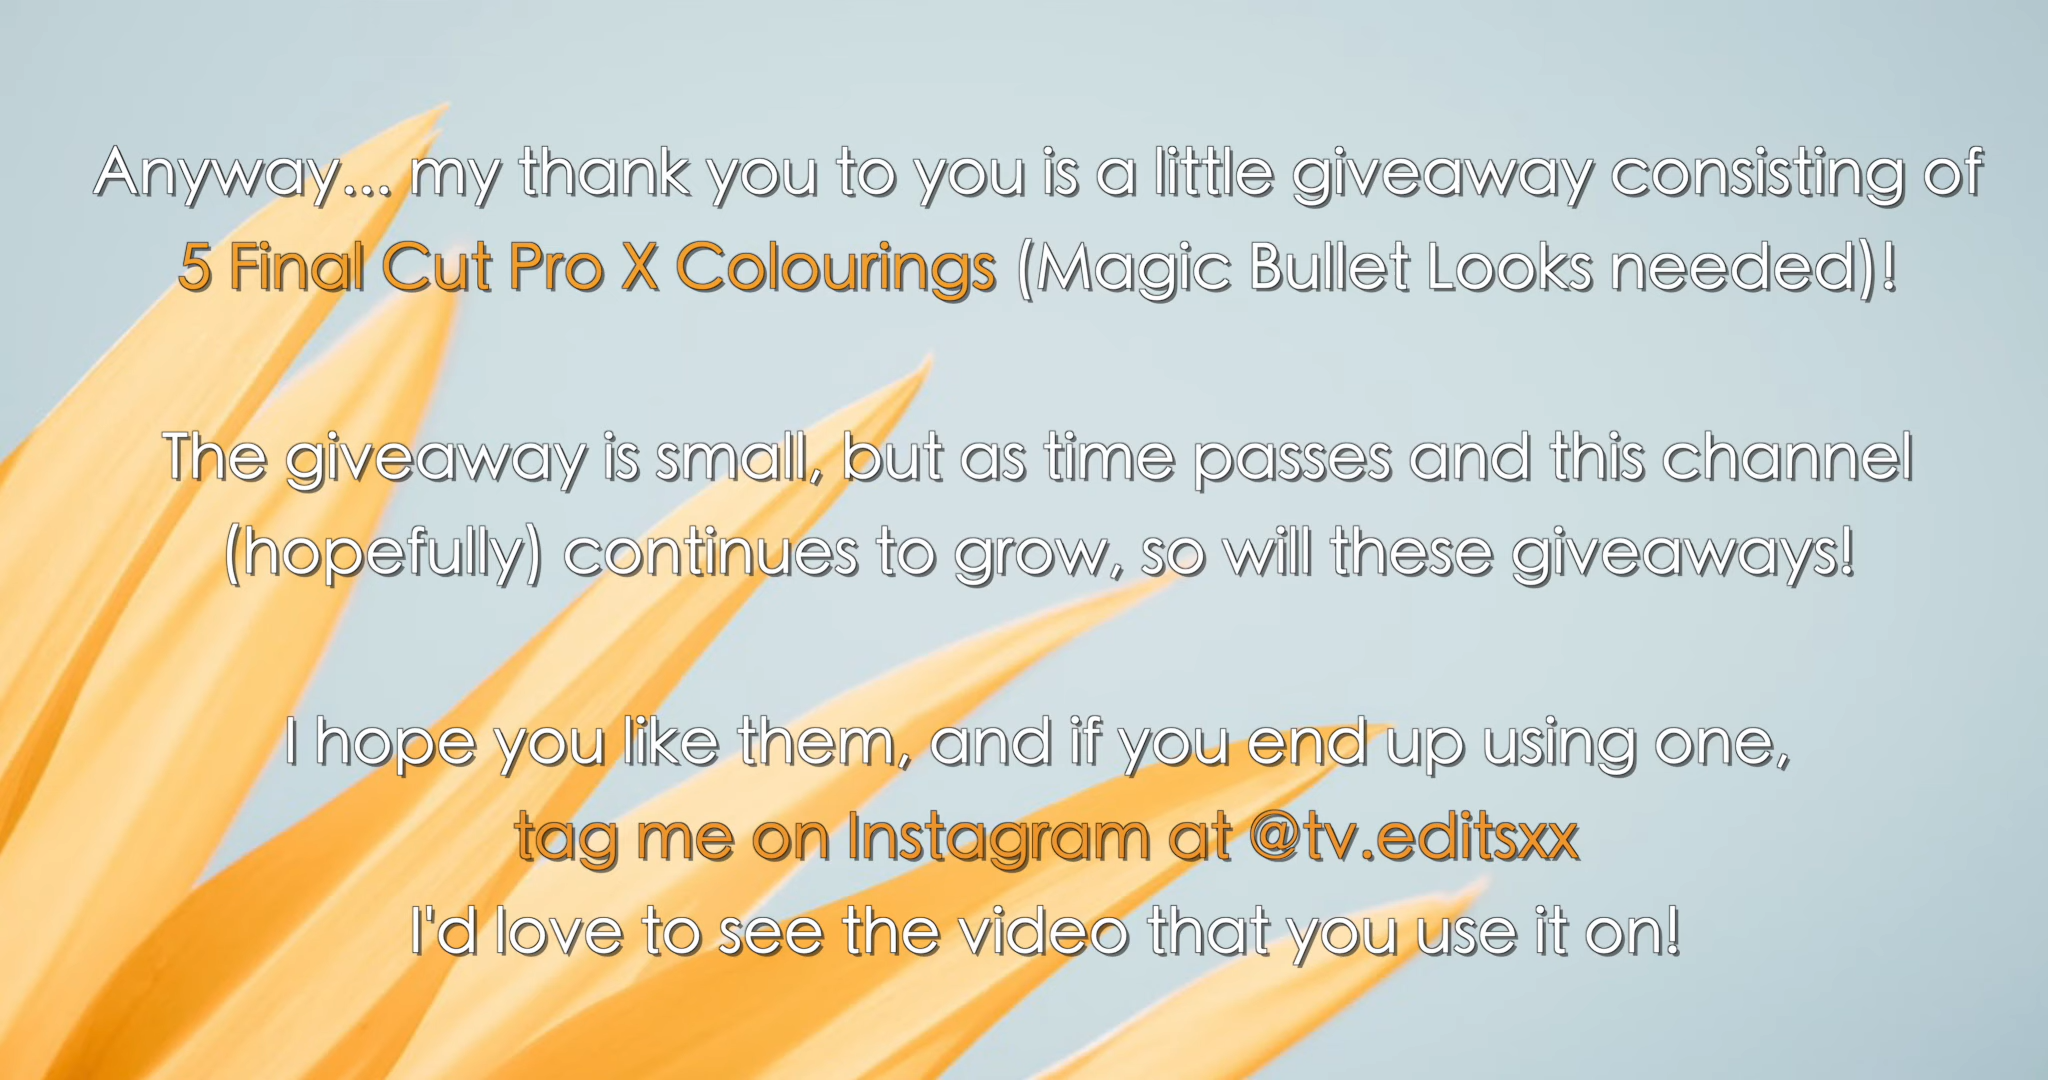 Anyway... my thank you to you is a little giveaway consisting of
5 Final Cut Pro X Colourings (Magic Bullet Looks needed)!
The giveaway is small, but as time passes and this channel
(hopefully) continues to grow, so will these giveaways!
I hope you like them, and if you end up using one,
tag me on Instagram at @tv.editsxx
I'd love to see the video that you use it on!